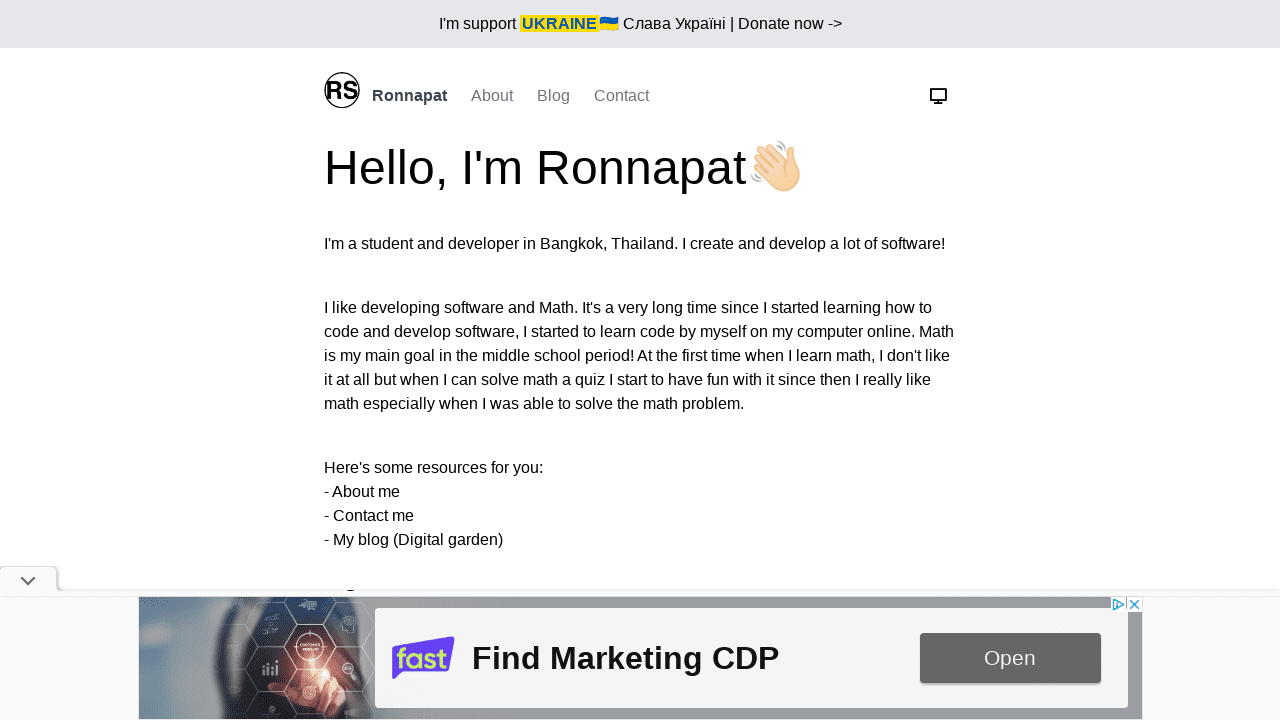 I'm support UKRAINE🇺🇦 Слава Україні | Donate now ->
RS Ronnapat About Blog Contact
Hello, I'm Ronnapat👋🏻
I'm a student and developer in Bangkok, Thailand. I create and develop a lot of software!
I like developing software and Math. It's a very long time since I started learning how to
code and develop software, I started to learn code by myself on my computer online. Math
is my main goal in the middle school period! At the first time when I learn math, I don't like
it at all but when I can solve math a quiz I start to have fun with it since then I really like
math especially when I was able to solve the math problem.
Here's some resources for you:
- About me
- Contact me
- My blog (Digital garden)
fast Find Marketing CDP Open